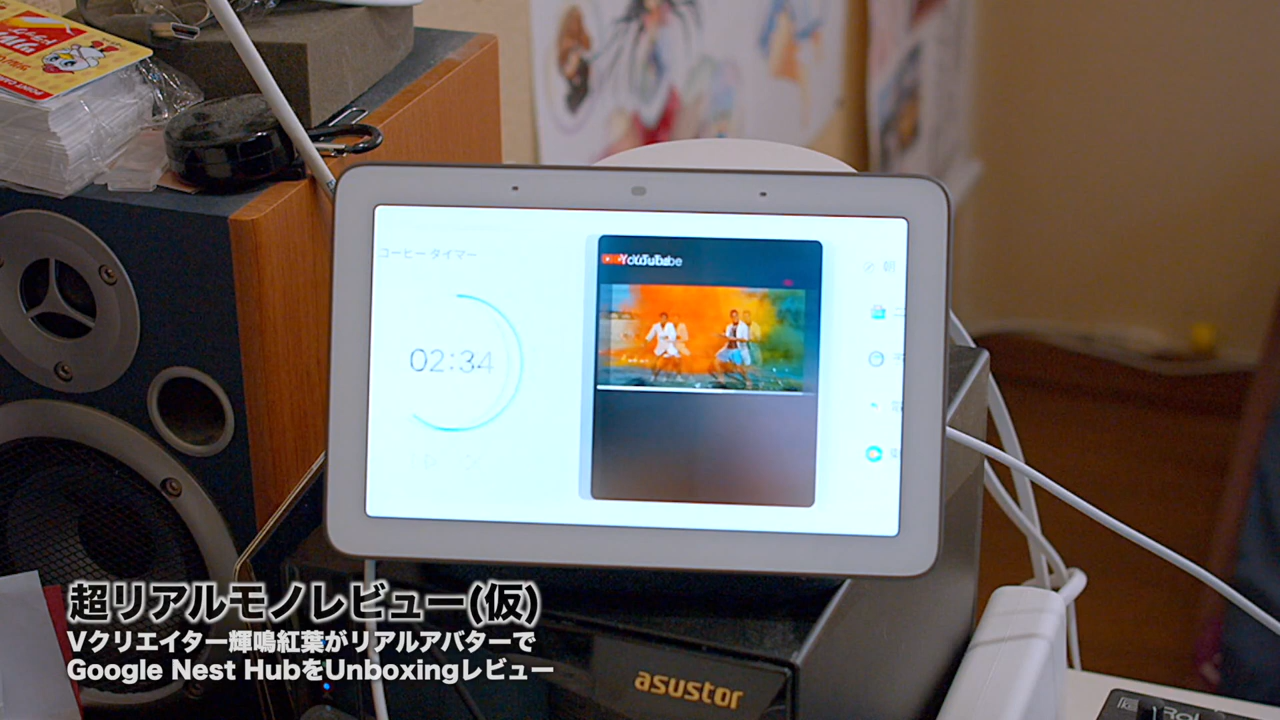 コーヒー タイマー
02:34
YouTube
asustor
超リアルモノレビュー(仮)
Vクリエイター輝鳴紅葉がリアルアバターで
Google Nest HubをUnboxingレビュー